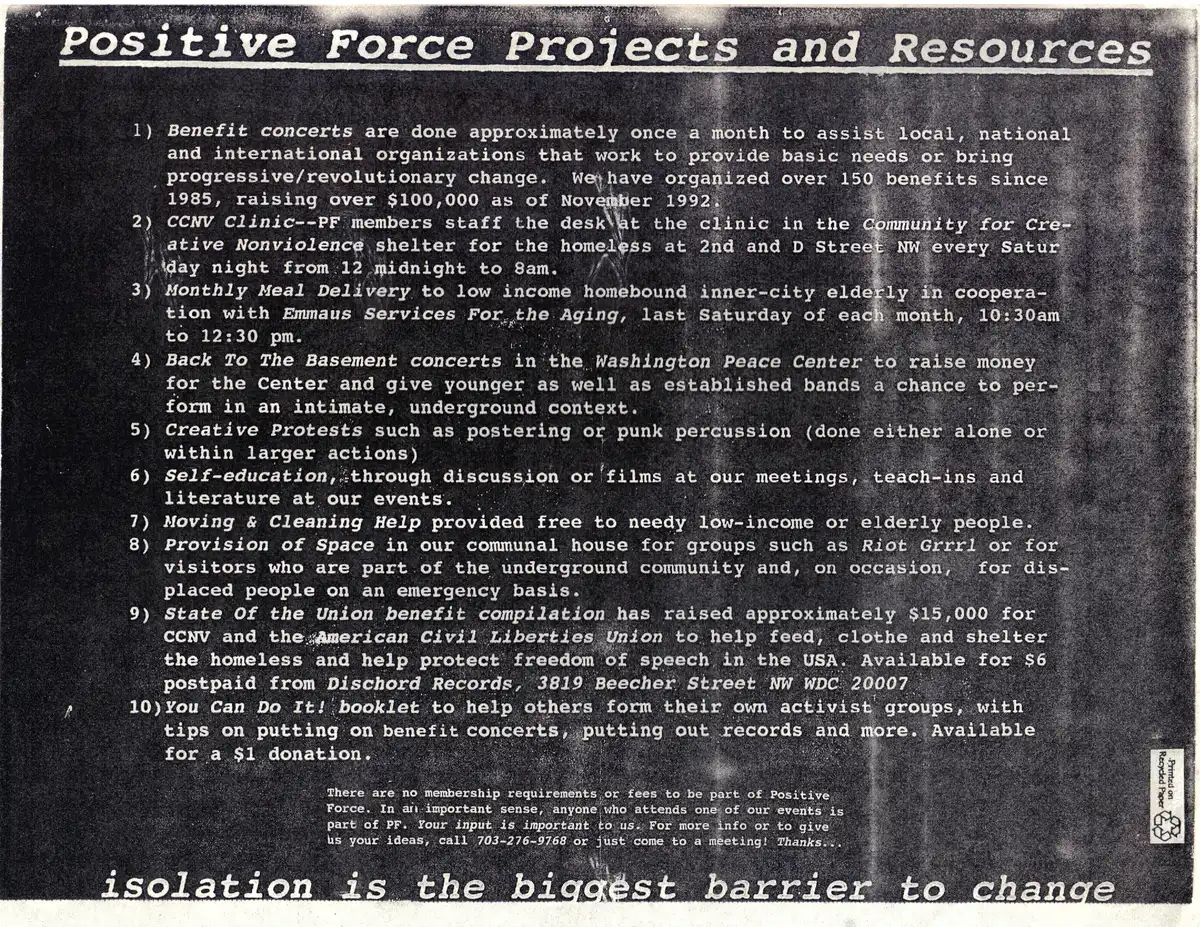 Positive Force Projects and Resources
1) Benefit concerts are done approximately once a month to assist local, national
and international organizations that work to provide basic needs or bring
progressive/revolutionary change. We have organized over 150 benefits since
1985, raising over $100,000 as of November 1992.
2) CCNV Clinic--PF members staff the desk at the clinic in the Community for Cre-
ative Nonviolence shelter for the homeless at 2nd and D Street NW every Satur
day night from 12 midnight to 8am.
3) Monthly Meal Delivery to low income homebound inner-city elderly in coopera-
tion with Emmaus Services For the Aging, last Saturday of each month, 10:30am
to 12:30 pm.
4) Back To The Basement concerts in the Washington Peace Center to raise money
for the Center and give younger as well as established bands a chance to per-
form in an intimate, underground context.
5) Creative Protests such as postering or punk percussion (done either alone or
within larger actions)
6) Self-education, through discussion or films at our meetings, teach-ins and
literature at our events.
7) Moving & Cleaning Help provided free to needy low-income or elderly people.
8) Provision of Space in our communal house for groups such as Riot Grrrl or for
visitors who are part of the underground community and, on occasion, for dis-
placed people on an emergency basis.
9) State Of the Union benefit compilation has raised approximately $15,000 for
CCNV and the American Civil Liberties Union to help feed, clothe and shelter
the homeless and help protect freedom of speech in the USA. Available for $6
postpaid from Dischord Records, 3819 Beecher Street NW WDC 20007
10)You Can Do It! booklet to help others form their own activist groups, with
tips on putting on benefit concerts, putting out records and more. Available
for a $1 donation.
There are no membership requirements or fees to be part of Positive
Force. In an important sense, anyone who attends one of our events is
part of PF. Your input is important to us. For more info or to give
us your ideas, call 703-276-9768 or just come to a meeting! Thanks...
Printed on
Recycled Paper
isolation is the biggest barrier to change